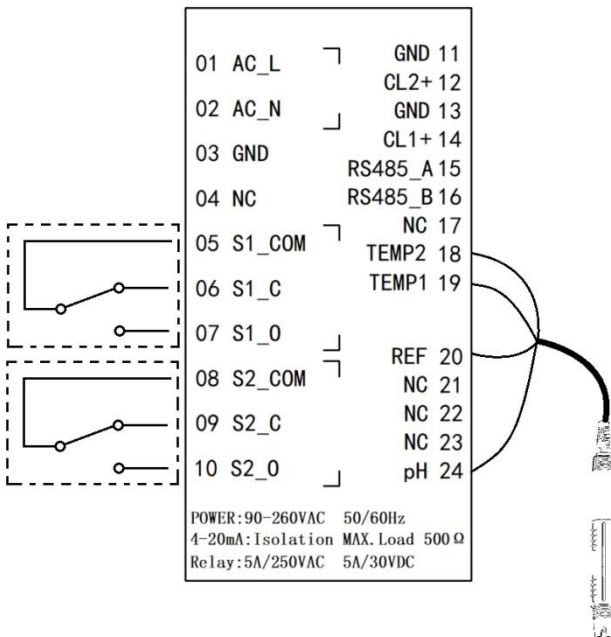 01 AC_L
02 AC_N
03 GND
04 NC
05 S1_COM
06 S1_C
07 S1_O
08 S2_COM
09 S2_C
10 S2_O
GND 11
CL2+ 12
GND 13
CL1+ 14
RS485_A 15
RS485_B 16
NC 17
TEMP2 18
TEMP1 19
REF 20
NC 21
NC 22
NC 23
pH 24
POWER:90-260VAC 50/60Hz
4-20mA:Isolation MAX.Load 500Ω
Relay:5A/250VAC 5A/30VDC